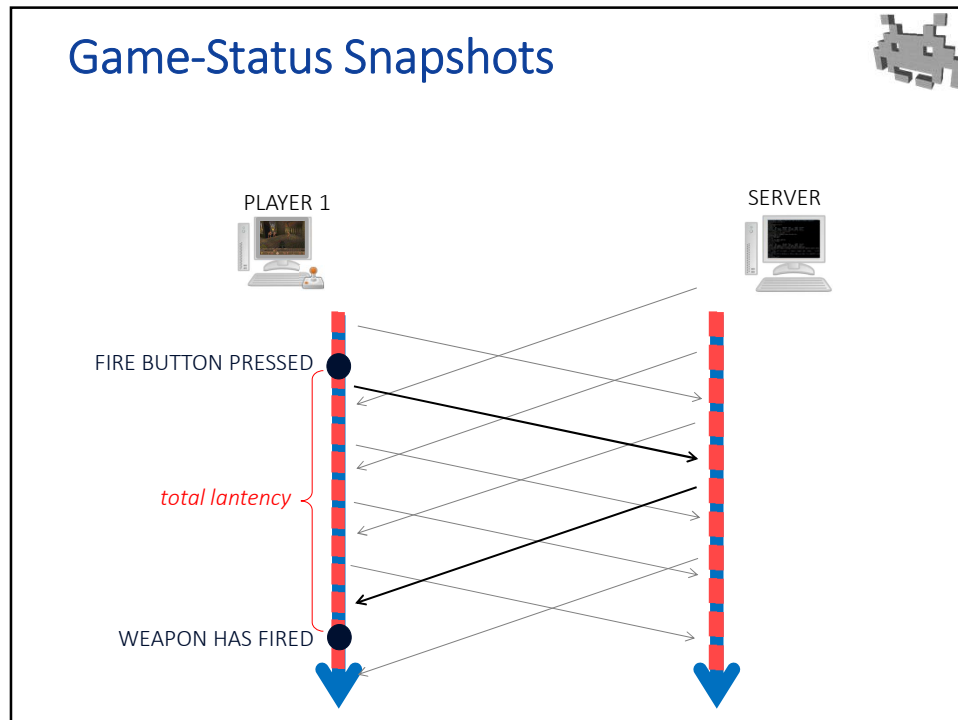 Game-Status Snapshots
PLAYER 1
SERVER
FIRE BUTTON PRESSED
total lantency
WEAPON HAS FIRED